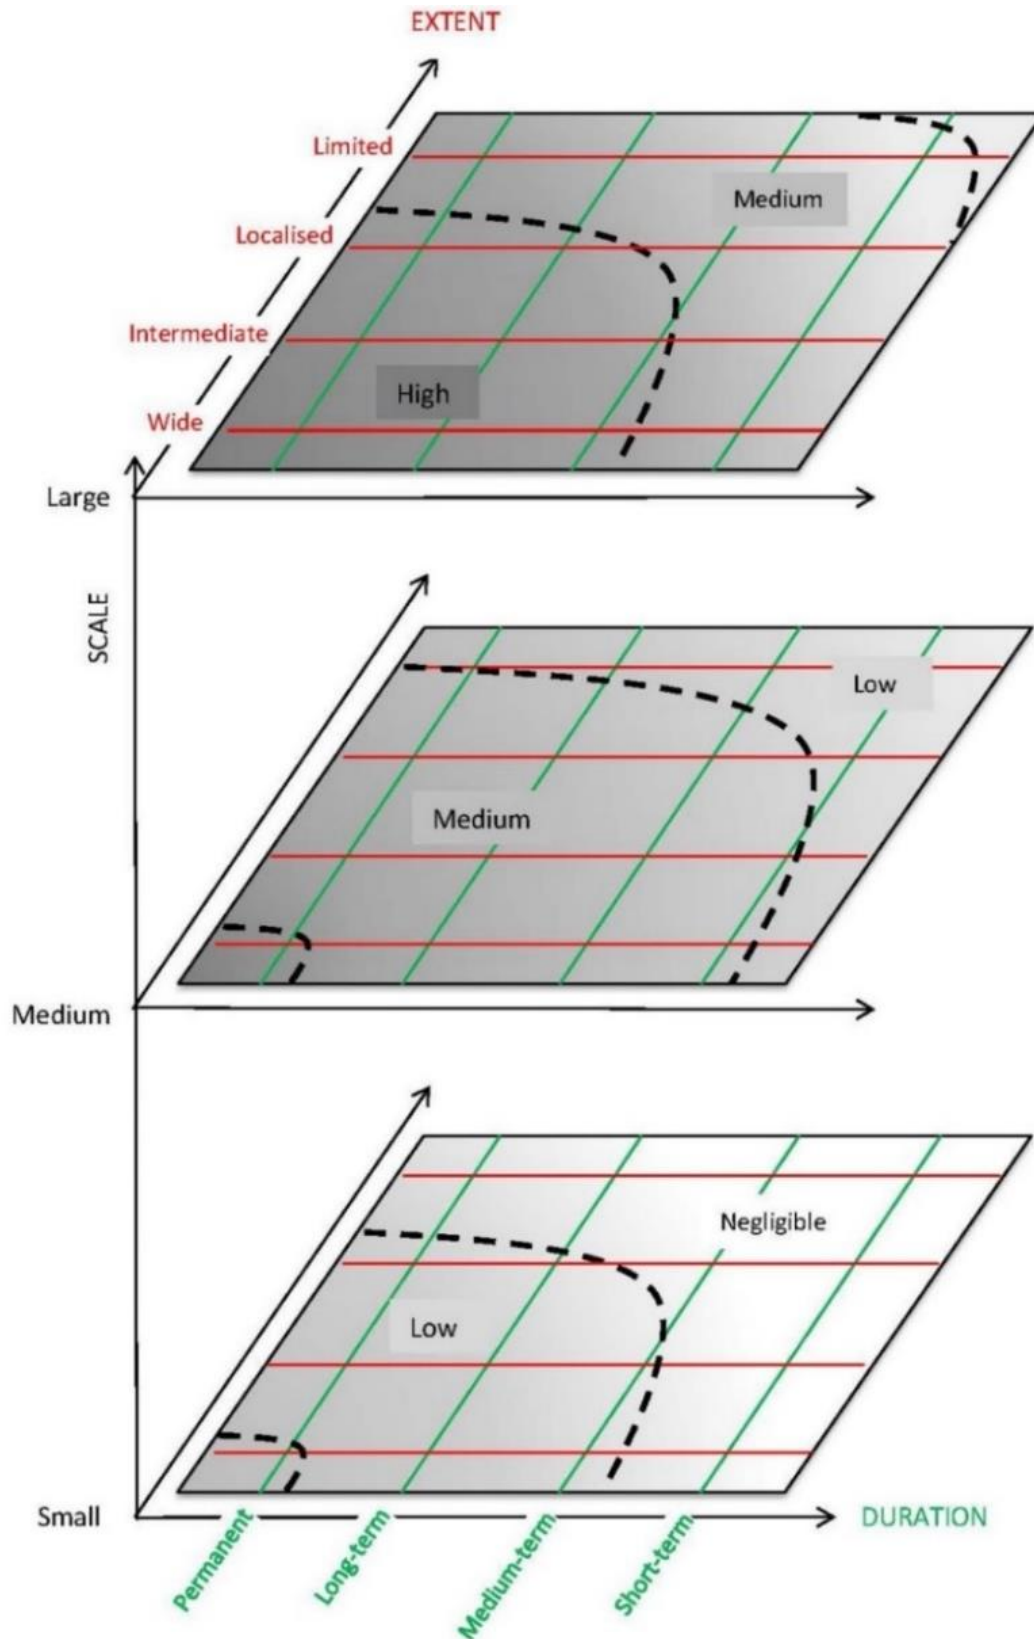 EXTENT
Limited
Medium
Localised
Intermediate
High
Wide
Large
SCALE
Low
Medium
Medium
Negligible
Low
Small
DURATION
Permanent
Long-term
Medium-term
Short-term